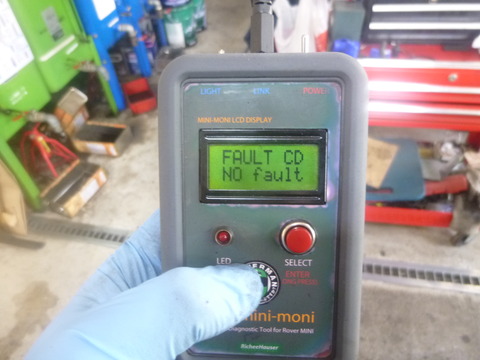 LIGHT LINK POWER
MINI-MONI LCD DISPLAY
FAULT CD
NO fault
LED SELECT
ENTER
mini-moni
Diagnostic Tool for Rover MINI